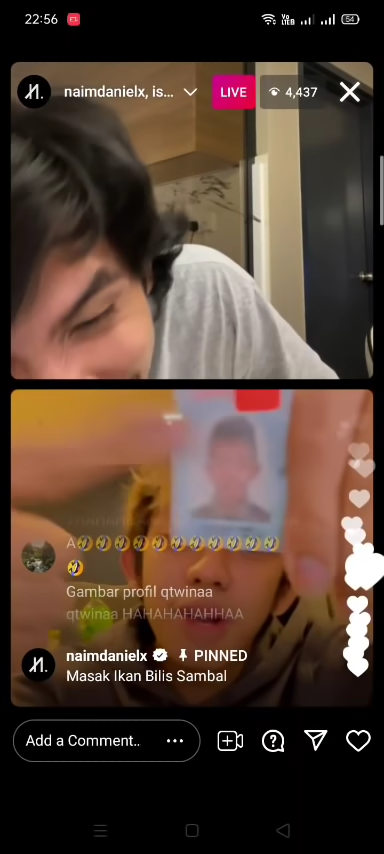 22:56
54
naimdanielx, is...
LIVE
4,437
A🤣🤣🤣🤣🤣🤣🤣🤣🤣🤣🤣
🤣
Gambar profil qtwinaa
qtwinaa HAHAHAHAHHAA
naimdanielx PINNED
Masak Ikan Bilis Sambal
Add a Comment..